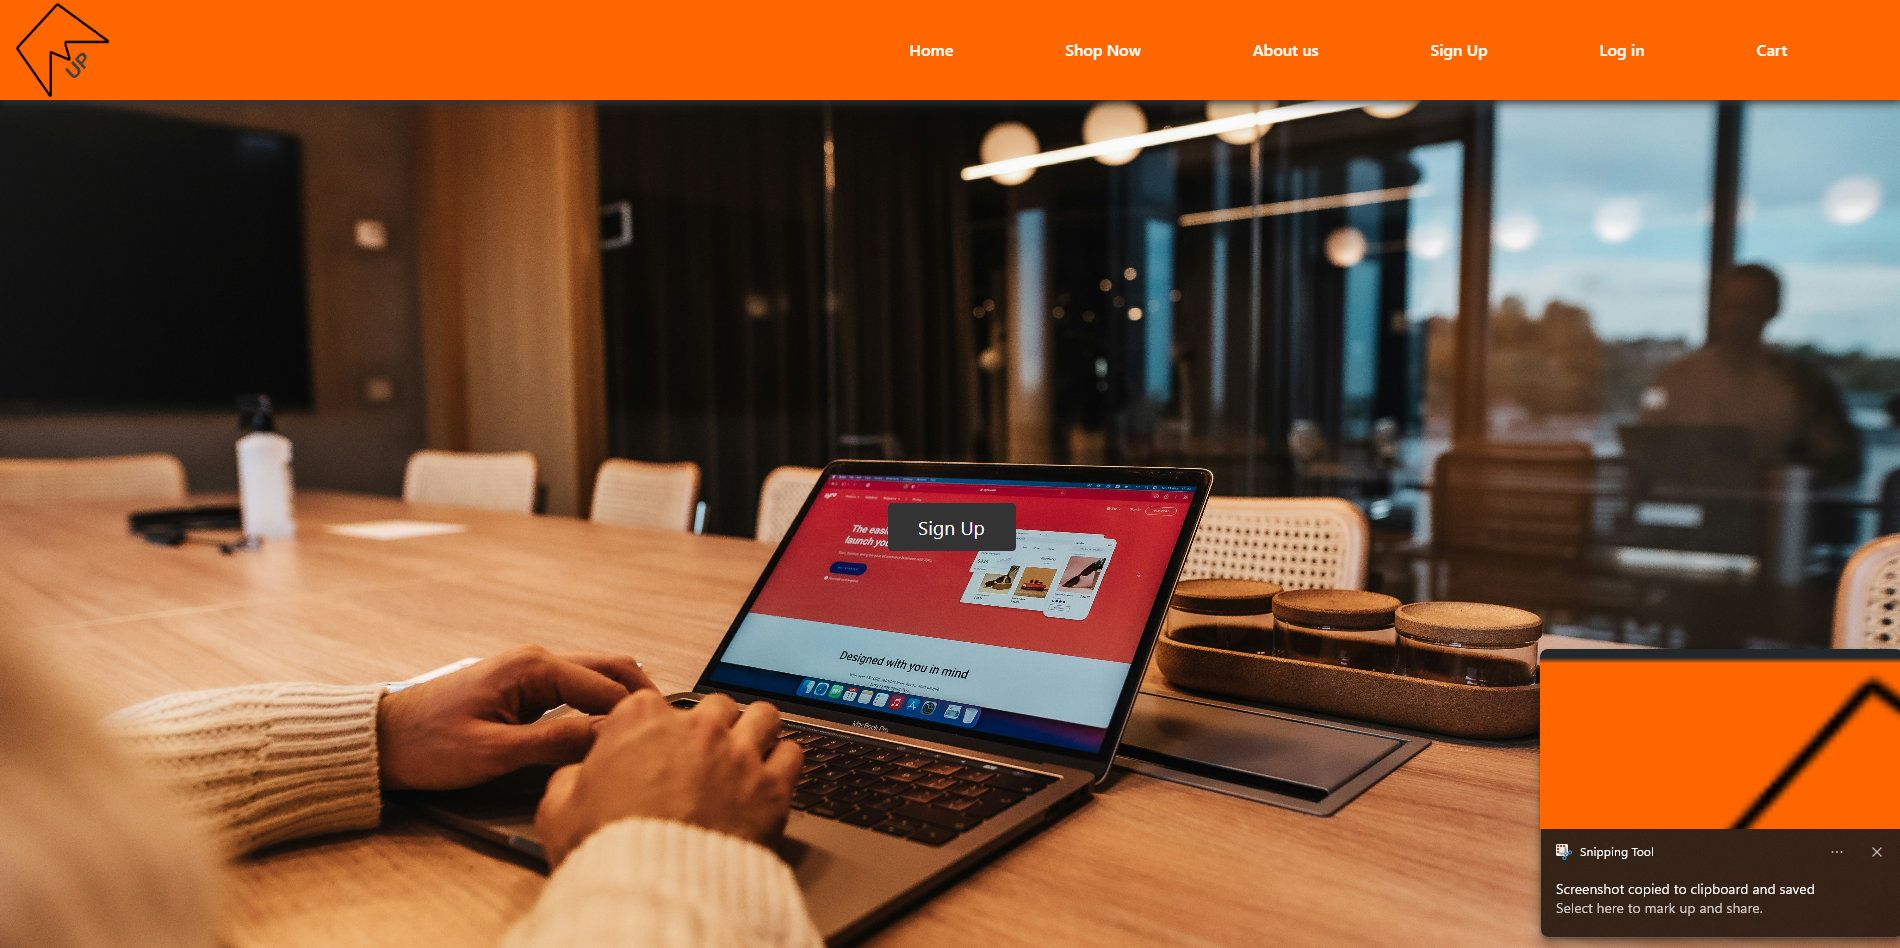 UP
Home
Shop Now
About us
Sign Up
Log in
Cart
Sign Up
The easi
launch you
Designed with you in mind
MacBook Pro
Snipping Tool
Screenshot copied to clipboard and saved
Select here to mark up and share.